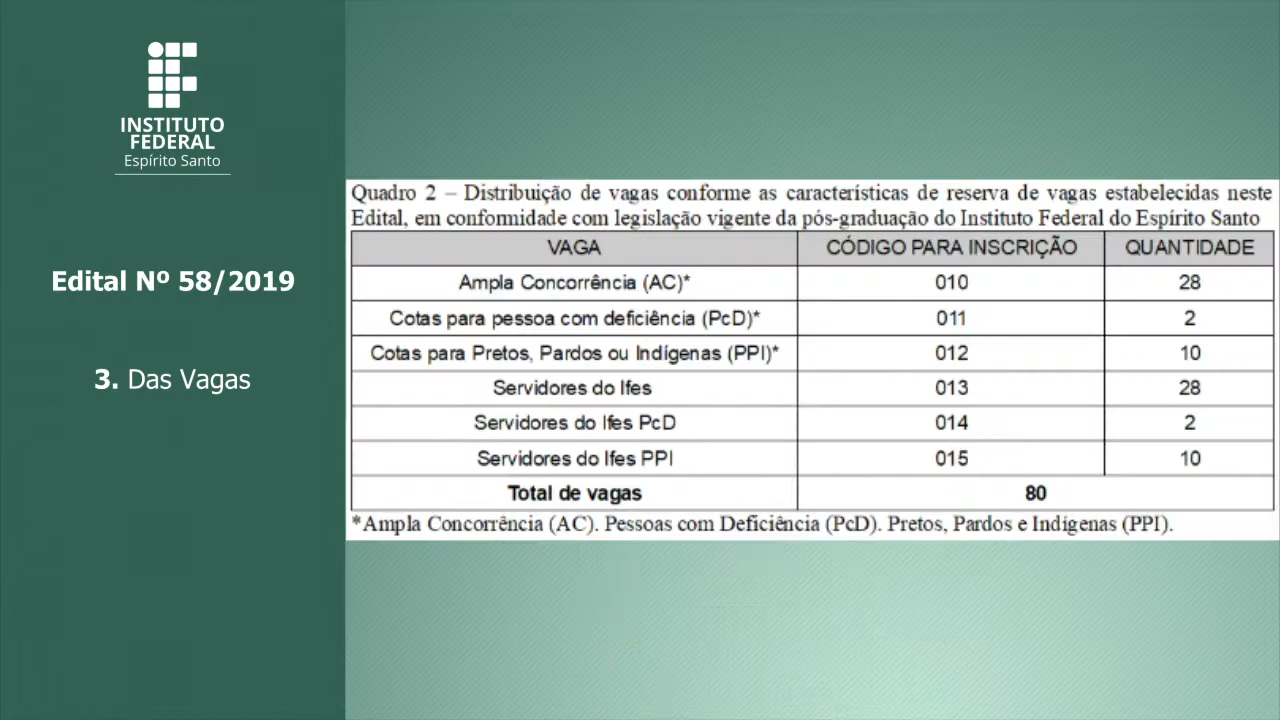 INSTITUTO
FEDERAL
Espírito Santo
Edital Nº 58/2019
3. Das Vagas
Quadro 2 – Distribuição de vagas conforme as características de reserva de vagas estabelecidas neste
Edital, em conformidade com legislação vigente da pós-graduação do Instituto Federal do Espírito Santo
VAGA CÓDIGO PARA INSCRIÇÃO QUANTIDADE
Ampla Concorrência (AC)* 010 28
Cotas para pessoa com deficiência (PcD)* 011 2
Cotas para Pretos, Pardos ou Indígenas (PPI)* 012 10
Servidores do Ifes 013 28
Servidores do Ifes PcD 014 2
Servidores do Ifes PPI 015 10
Total de vagas 80
*Ampla Concorrência (AC). Pessoas com Deficiência (PcD). Pretos, Pardos e Indígenas (PPI).